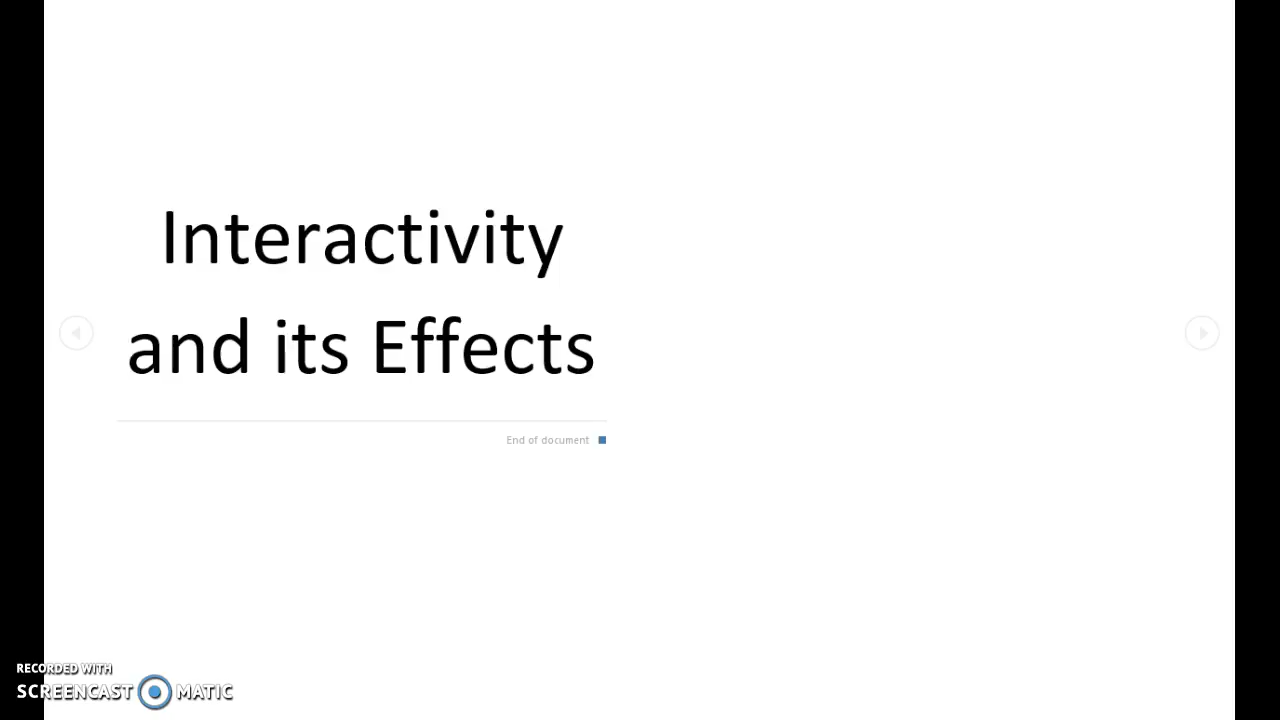 Interactivity
and its Effects
End of document
RECORDED WITH
SCREENCAST MATIC